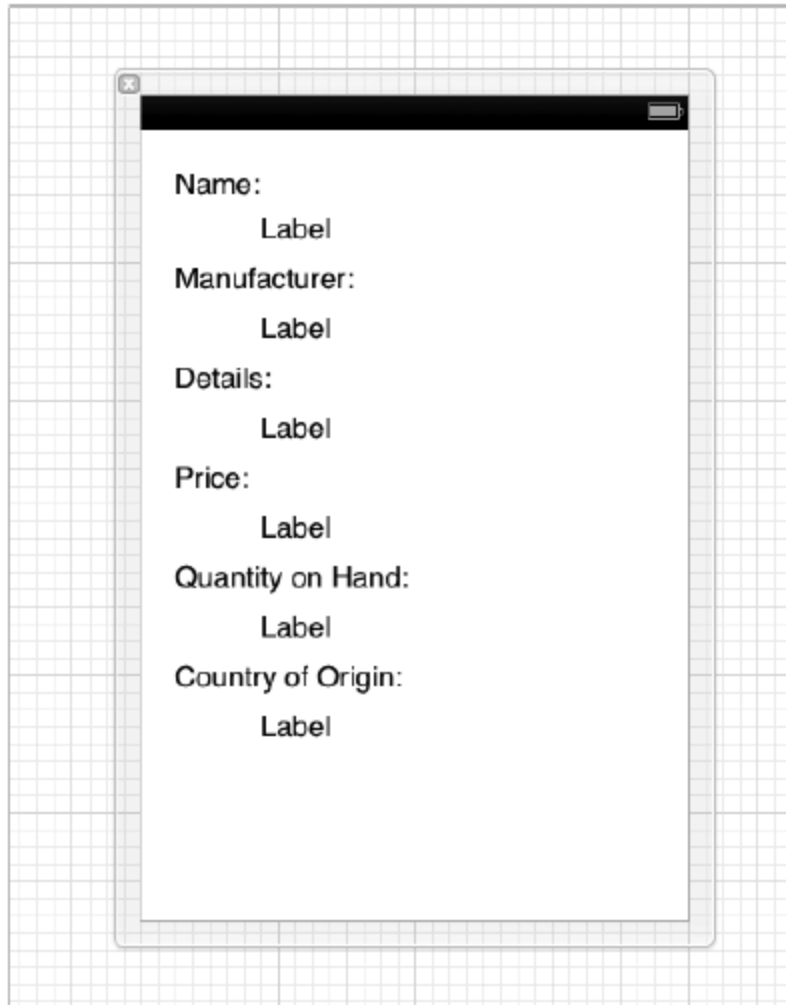 Name:
Label
Manufacturer:
Label
Details:
Label
Price:
Label
Quantity on Hand:
Label
Country of Origin:
Label